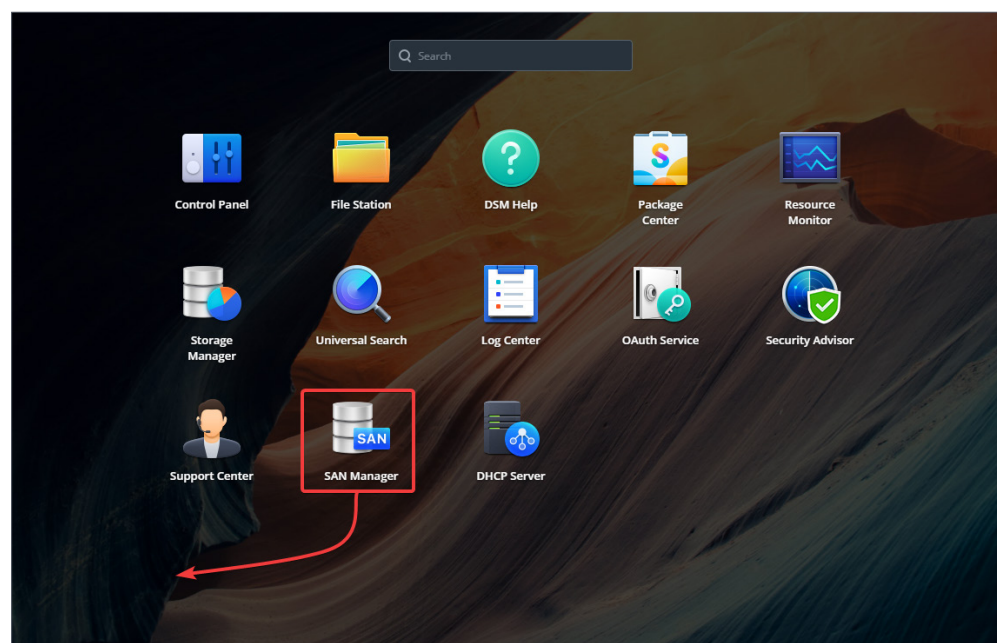 Search
Control Panel
File Station
DSM Help
Package
Center
Resource
Monitor
Storage
Manager
Universal Search
Log Center
OAuth Service
Security Advisor
Support Center
SAN
SAN Manager
DHCP Server